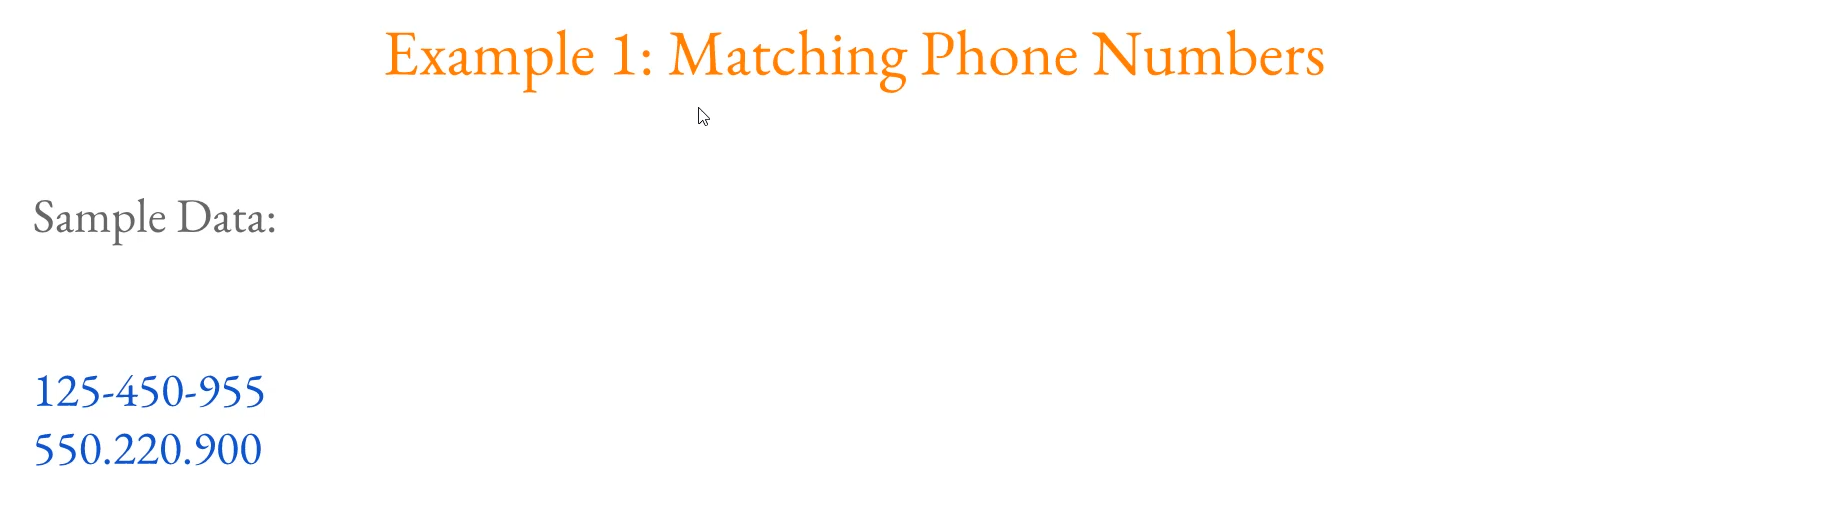 Example 1: Matching Phone Numbers
Sample Data:
125-450-955
550.220.900